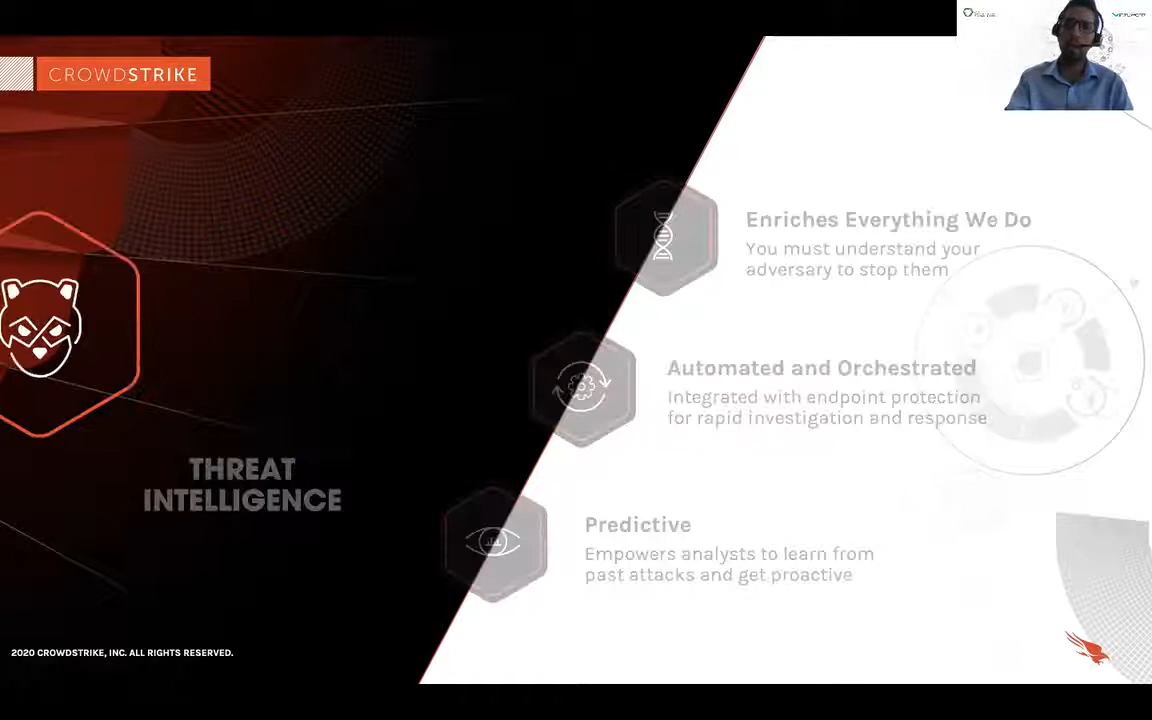 CROWDSTRIKE
Enriches Everything We Do
You must understand your
adversary to stop them
Automated and Orchestrated
Integrated with endpoint protection
for rapid investigation and response
THREAT
INTELLIGENCE
Predictive
Empowers analysts to learn from
past attacks and get proactive
2020 CROWDSTRIKE, INC. ALL RIGHTS RESERVED.